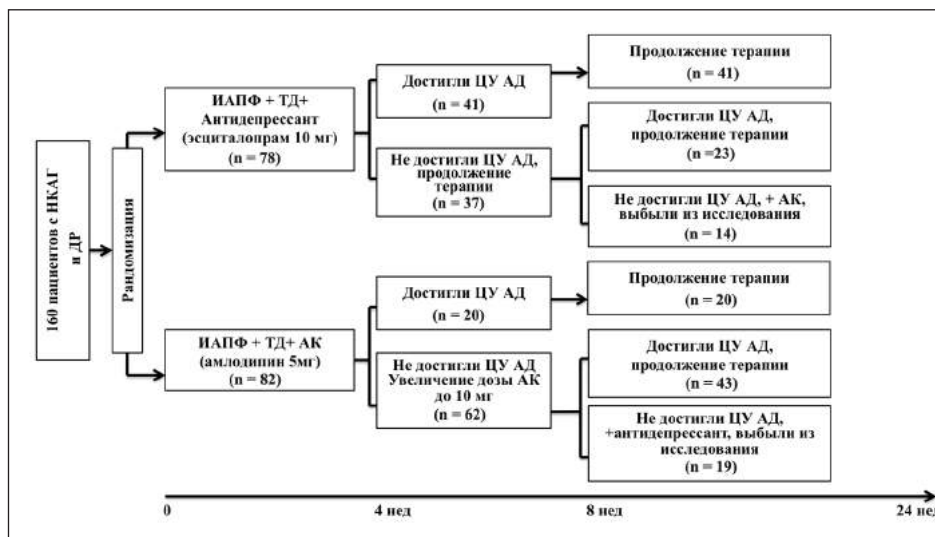 160 пациентов с НКАГ
и ДР
Рандомизация
ИАПФ + ТД+
Антидепрессант
(эсциталопрам 10 мг)
(n = 78)
Достигли ЦУ АД
(n = 41)
Продолжение терапии
(n = 41)
Не достигли ЦУ АД,
продолжение
терапии
(n = 37)
Достигли ЦУ АД,
продолжение терапии
(n =23)
Не достигли ЦУ АД, + АК,
выбыли из исследования
(n = 14)
ИАПФ + ТД+ АК
(амлодипин 5мг)
(n = 82)
Достигли ЦУ АД
(n = 20)
Продолжение терапии
(n = 20)
Не достигли ЦУ АД
Увеличение дозы АК
до 10 мг
(n = 62)
Достигли ЦУ АД,
продолжение терапии
(n = 43)
Не достигли ЦУ АД,
+антидепрессант, выбыли из
исследования
(n = 19)
0 4 нед 8 нед 24 нед